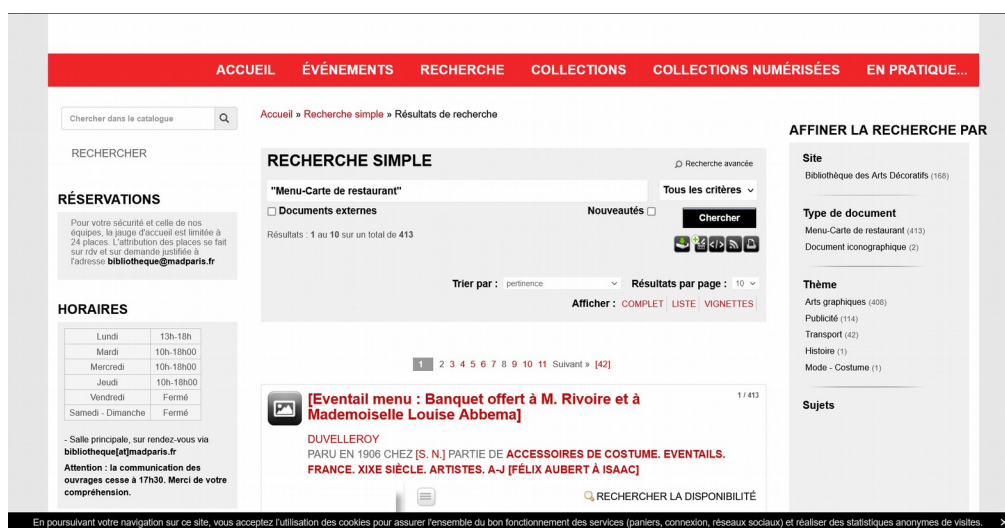 ACCUEIL ÉVÉNEMENTS RECHERCHE COLLECTIONS COLLECTIONS NUMÉRISÉES EN PRATIQUE...
Chercher dans le catalogue
RECHERCHER
RÉSERVATIONS
Pour votre sécurité et celle de nos
équipes, la jauge d'accueil est limitée à
24 places. L'attribution des places se fait
sur rdv et sur demande justifiée à
l'adresse bibliotheque@madparis.fr
HORAIRES
Lundi 13h-18h
Mardi 10h-18h00
Mercredi 10h-18h00
Jeudi 10h-18h00
Vendredi Fermé
Samedi - Dimanche Fermé
- Salle principale, sur rendez-vous via
bibliotheque[at]madparis.fr
Attention : la communication des
ouvrages cesse à 17h30. Merci de votre
compréhension.
Accueil » Recherche simple » Résultats de recherche
RECHERCHE SIMPLE
Recherche avancée
"Menu-Carte de restaurant" Tous les critères
Documents externes Nouveautés Chercher
Résultats : 1 au 10 sur un total de 413
Trier par : pertinence Résultats par page : 10
Afficher : COMPLET LISTE VIGNETTES
1 2 3 4 5 6 7 8 9 10 11 Suivant » [42]
[Eventail menu : Banquet offert à M. Rivoire et à
Mademoiselle Louise Abbema]
1 / 413
DUVELLEROY
PARU EN 1906 CHEZ [S. N.] PARTIE DE ACCESSOIRES DE COSTUME. EVENTAILS.
FRANCE. XIXE SIÈCLE. ARTISTES. A-J [FÉLIX AUBERT À ISAAC]
RECHERCHER LA DISPONIBILITÉ
AFFINER LA RECHERCHE PAR
Site
Bibliothèque des Arts Décoratifs (168)
Type de document
Menu-Carte de restaurant (413)
Document iconographique (2)
Thème
Arts graphiques (408)
Publicité (114)
Transport (42)
Histoire (1)
Mode - Costume (1)
Sujets
En poursuivant votre navigation sur ce site, vous acceptez l'utilisation des cookies pour assurer l'ensemble du bon fonctionnement des services (paniers, connexion, réseaux sociaux) et réaliser des statistiques anonymes de visites.